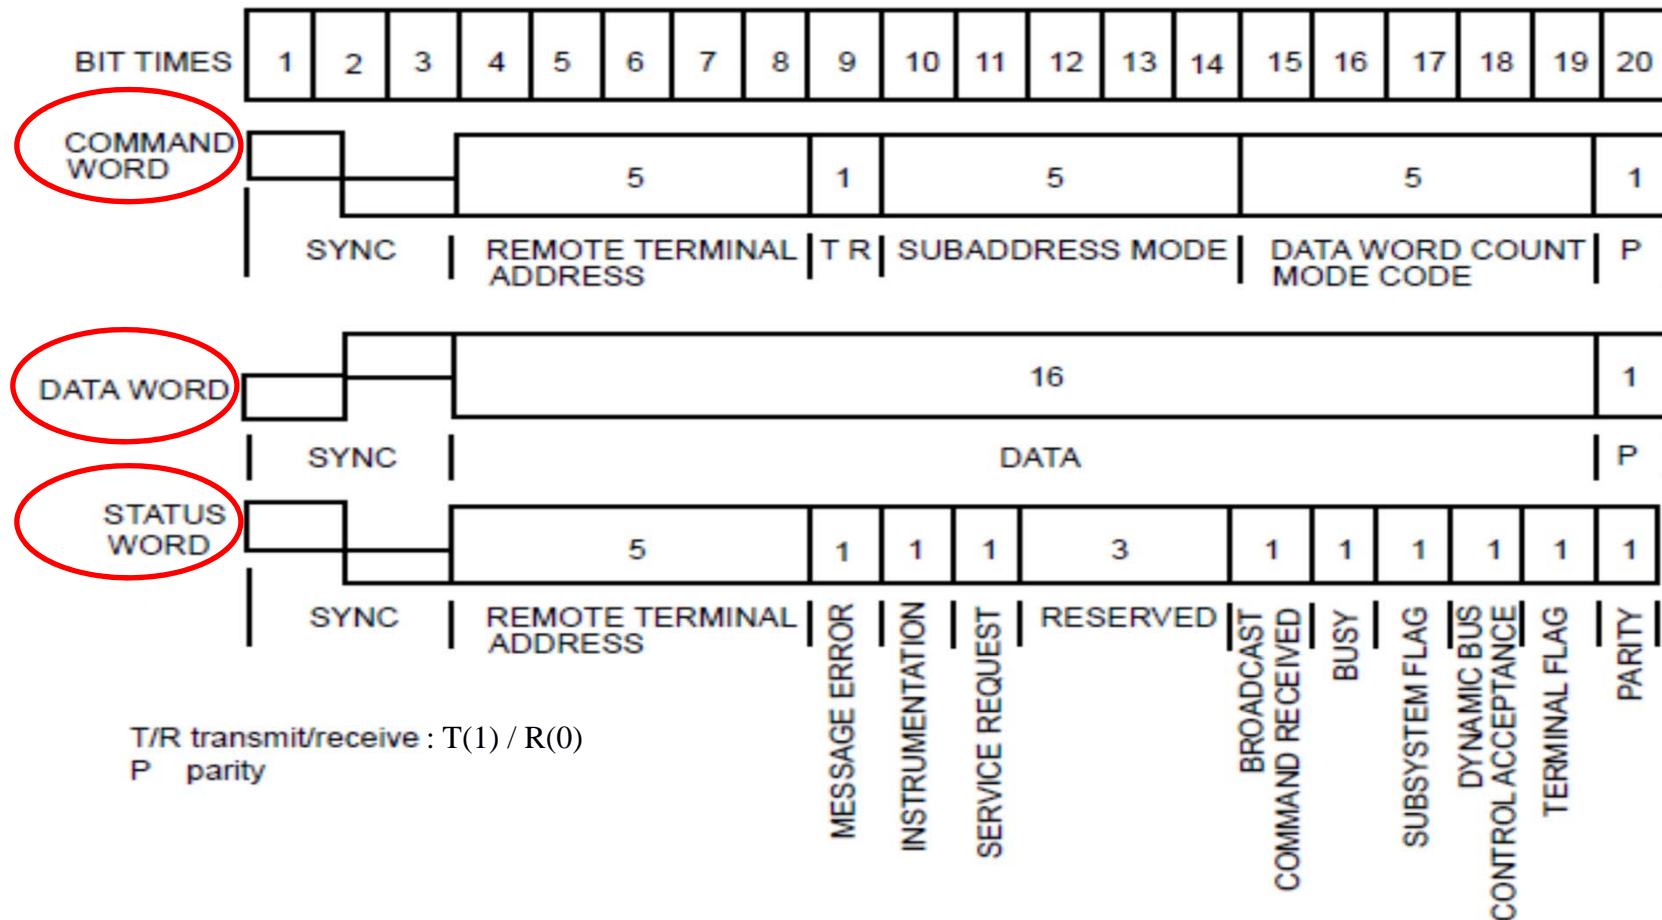 BIT TIMES 1 2 3 4 5 6 7 8 9 10 11 12 13 14 15 16 17 18 19 20
COMMAND
WORD
5 1 5 5 1
SYNC REMOTE TERMINAL T R SUBADDRESS MODE DATA WORD COUNT P
ADDRESS MODE CODE
DATA WORD 16 1
SYNC DATA P
STATUS
WORD
5 1 1 1 3 1 1 1 1 1 1
SYNC REMOTE TERMINAL
ADDRESS
MESSAGE ERROR
INSTRUMENTATION
SERVICE REQUEST
RESERVED
BROADCAST
COMMAND RECEIVED
BUSY
SUBSYSTEM FLAG
DYNAMIC BUS
CONTROL ACCEPTANCE
TERMINAL FLAG
PARITY
T/R transmit/receive : T(1) / R(0)
P parity